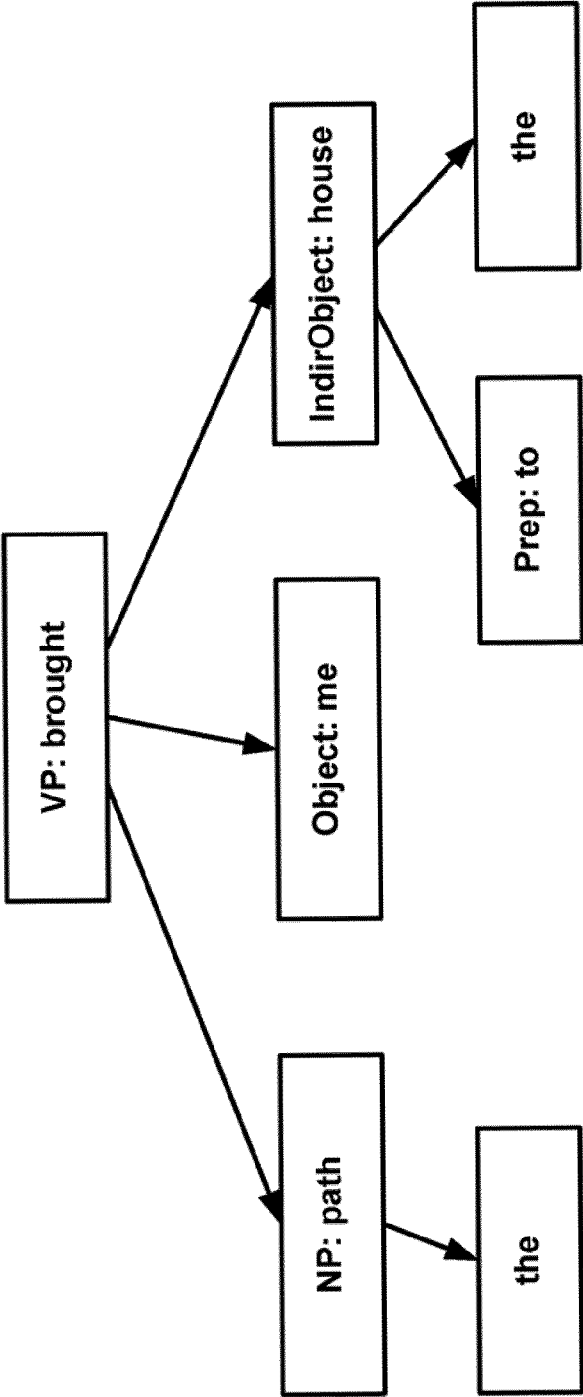 VP: brought
NP: path
Object: me
IndirObject: house
the
Prep: to
the